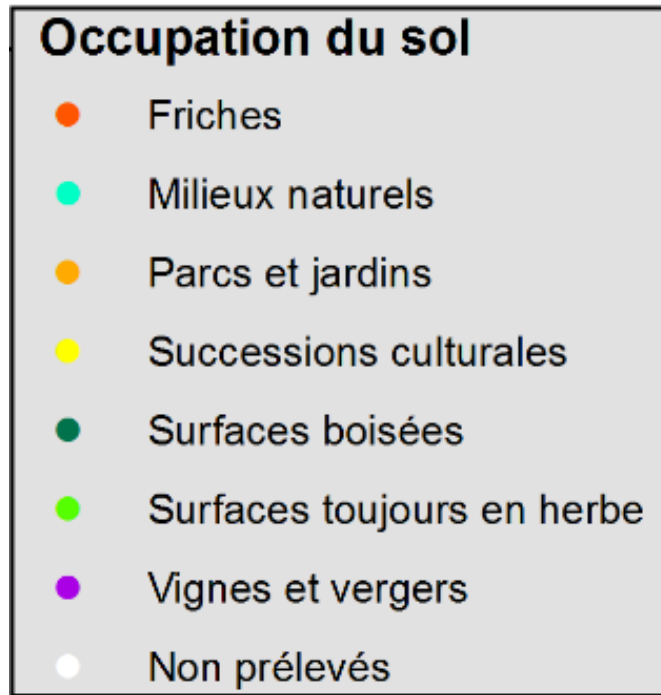 Occupation du sol
Friches
Milieux naturels
Parcs et jardins
Successions culturales
Surfaces boisées
Surfaces toujours en herbe
Vignes et vergers
Non prélevés